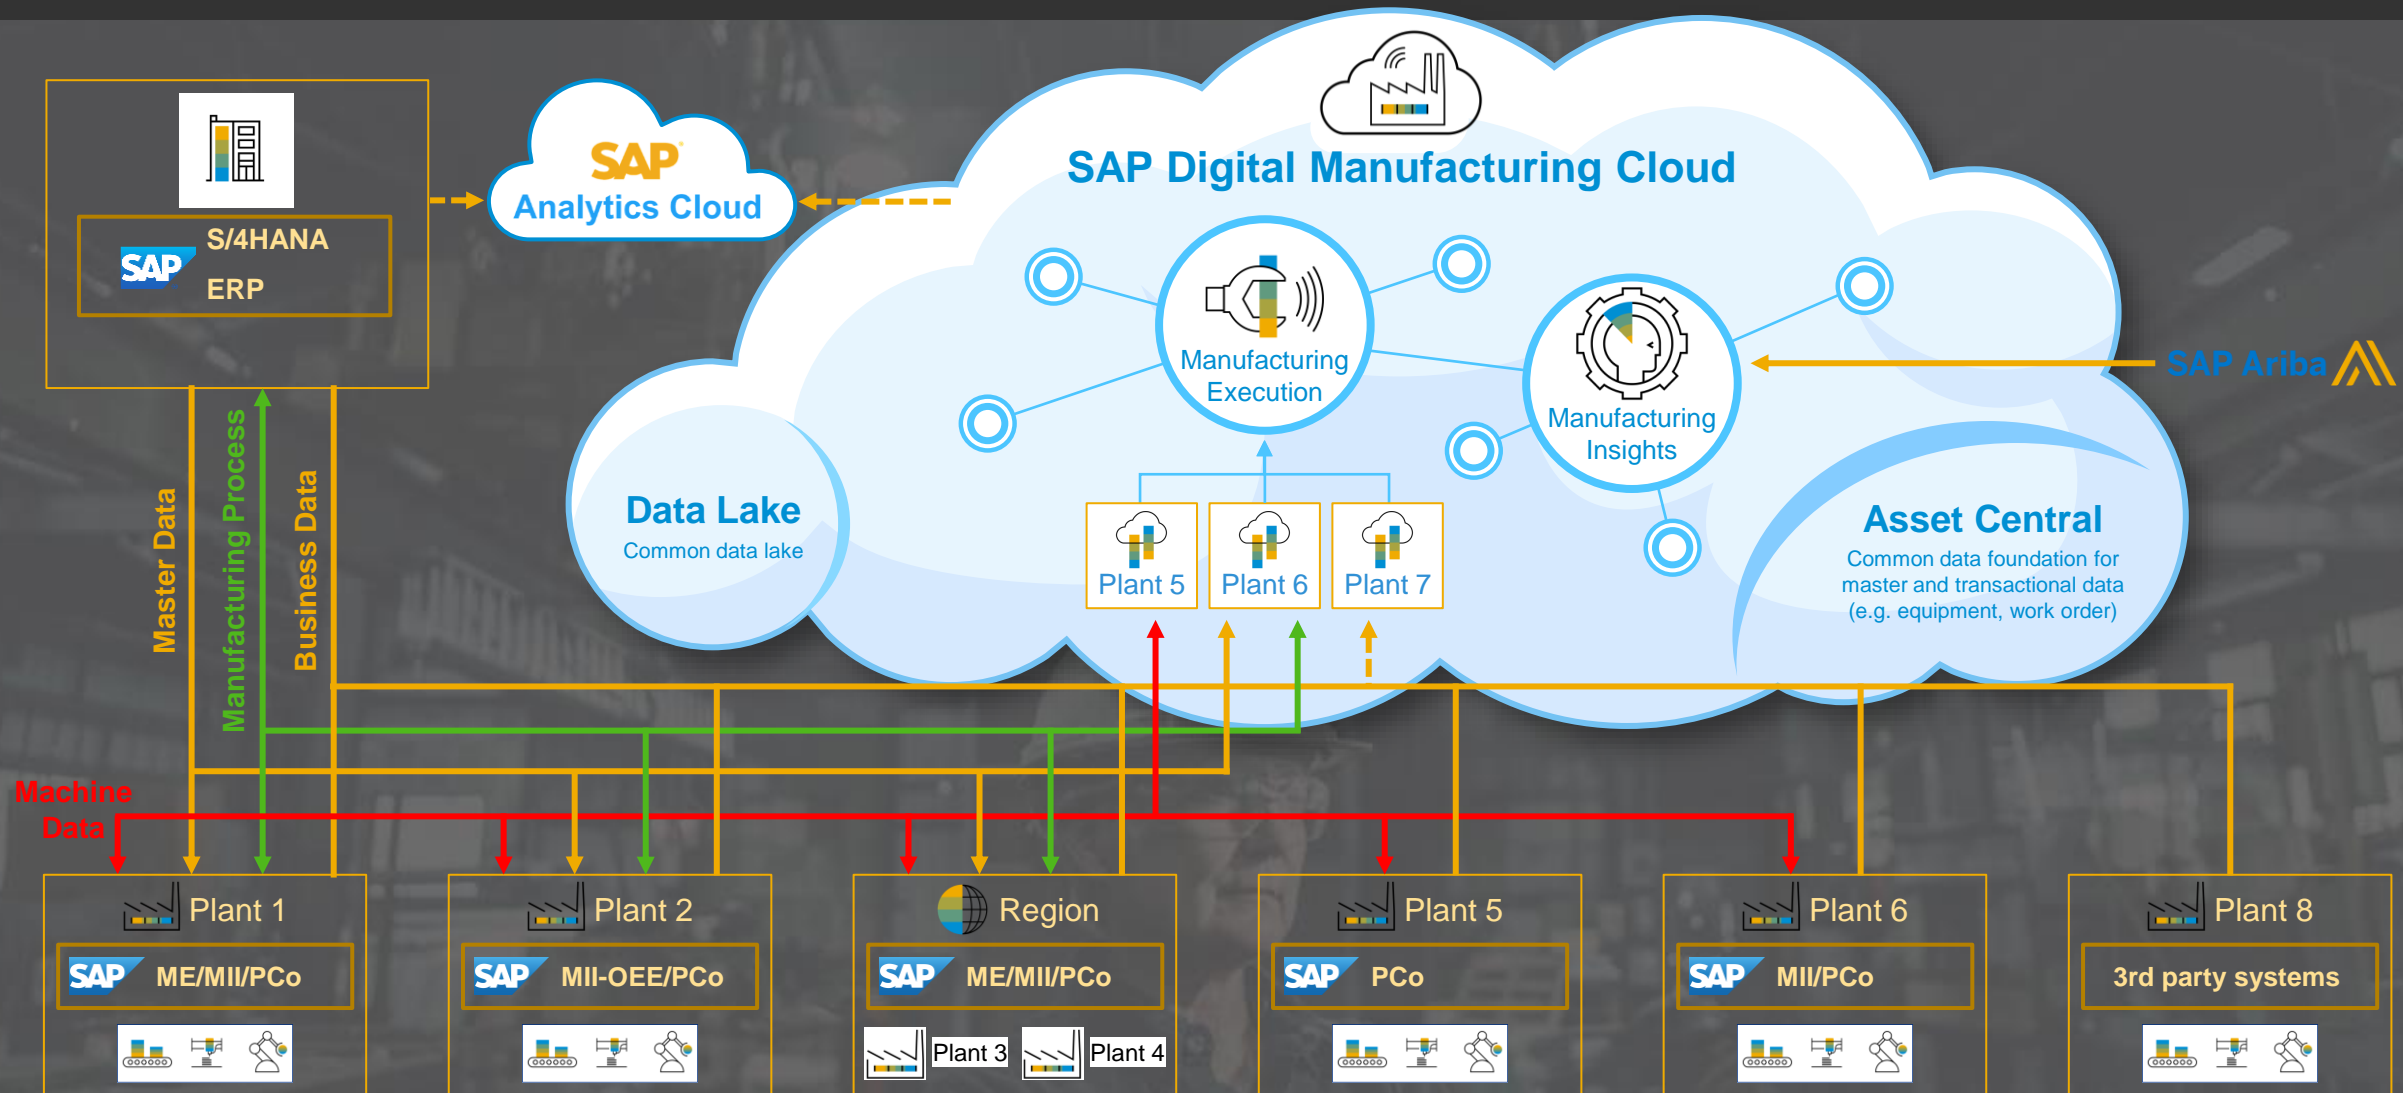 SAP Digital Manufacturing Cloud
SAP
S/4HANA
ERP
SAP
Analytics Cloud
Manufacturing
Execution
Manufacturing
Insights
SAP Ariba
Data Lake
Common data lake
Plant 5
Plant 6
Plant 7
Asset Central
Common data foundation for
master and transactional data
(e.g. equipment, work order)
Master Data
Manufacturing Process
Business Data
Machine
Data
Plant 1
SAP ME/MII/PCo
Plant 2
SAP MII-OEE/PCo
Region
SAP ME/MII/PCo
Plant 3
Plant 4
Plant 5
SAP PCo
Plant 6
SAP MII/PCo
Plant 8
3rd party systems